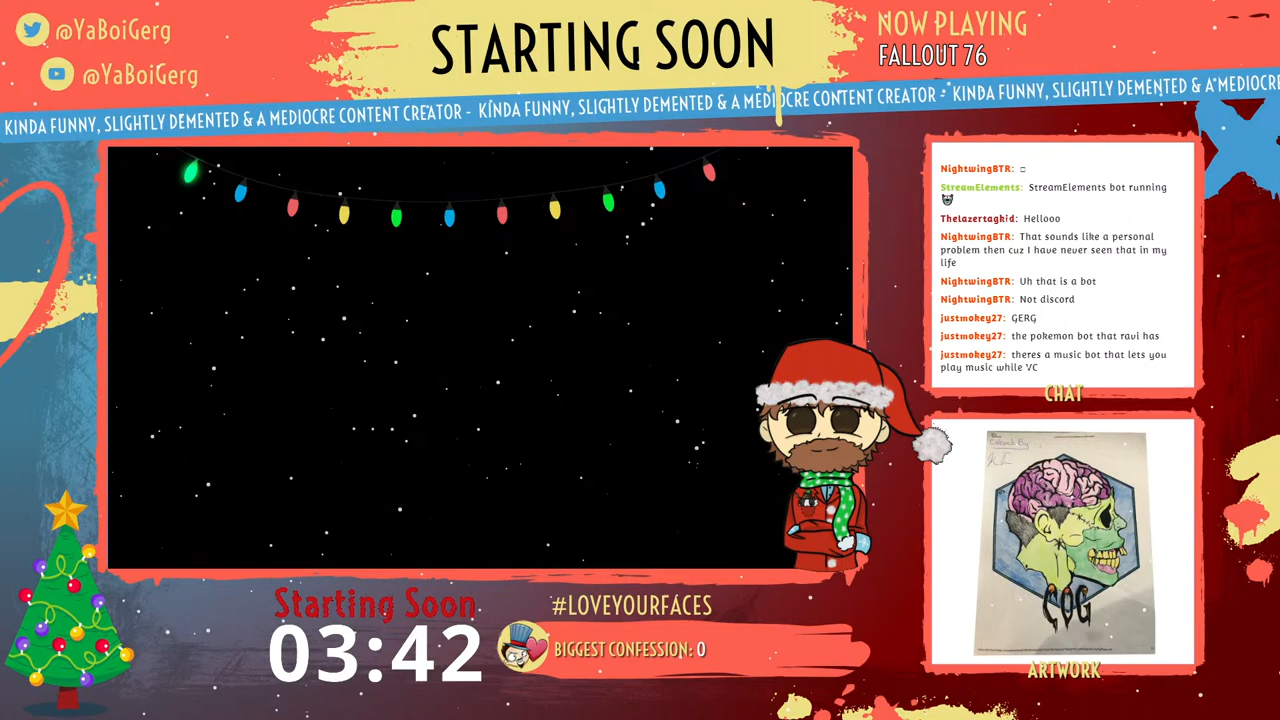 @YaBoiGerg
@YaBoiGerg
STARTING SOON
NOW PLAYING
FALLOUT 76
KINDA FUNNY, SLIGHTLY DEMENTED & A MEDIOCRE CONTENT CREATOR - KINDA FUNNY, SLIGHTLY DEMENTED & A MEDIOCRE CONTENT CREATOR - KINDA FUNNY, SLIGHTLY DEMENTED & A MEDIOCRE
NightwingBTR:
StreamElements: StreamElements bot running
Thelazertagkid: Hellooo
NightwingBTR: That sounds like a personal
problem then cuz I have never seen that in my
life
NightwingBTR: Uh that is a bot
NightwingBTR: Not discord
justmokey27: GERG
justmokey27: the pokemon bot that ravi has
justmokey27: theres a music bot that lets you
play music while VC
CHAT
Colored By
COG
ARTWORK
Starting Soon
03:42
#LOVEYOURFACES
BIGGEST CONFESSION: 0